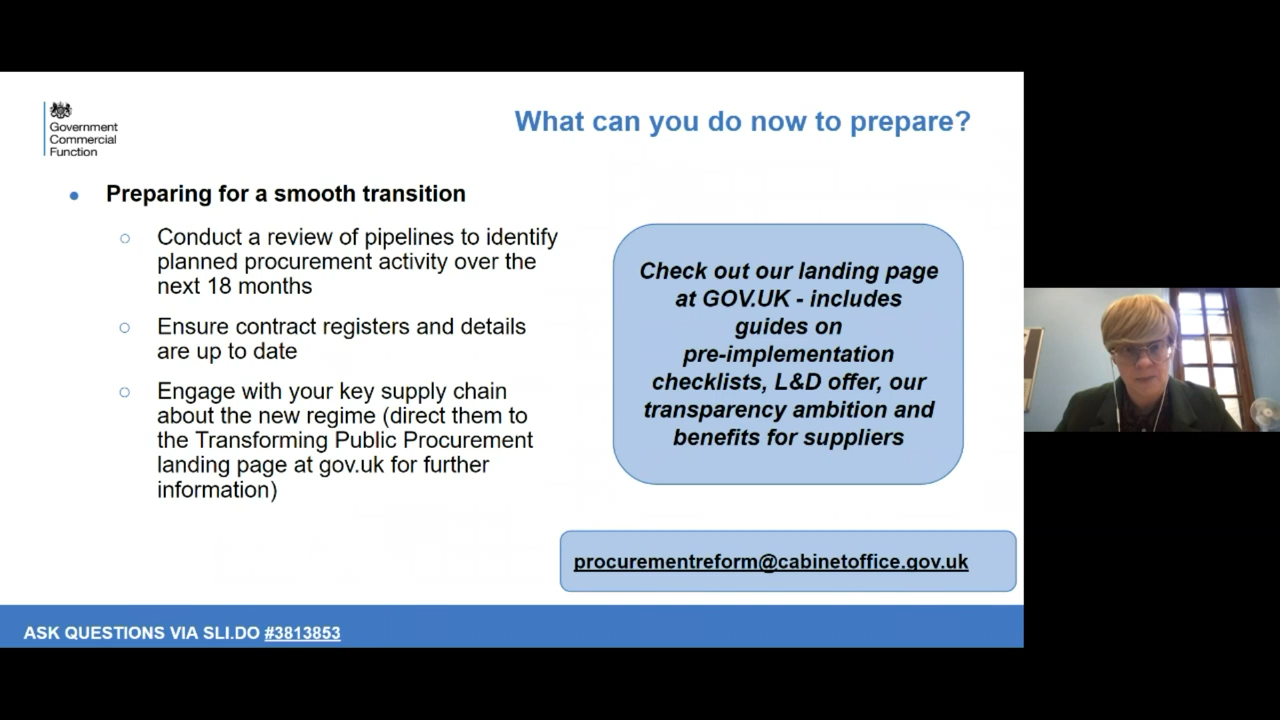 Government
Commercial
Function
What can you do now to prepare?
Preparing for a smooth transition
Conduct a review of pipelines to identify
planned procurement activity over the
next 18 months
Ensure contract registers and details
are up to date
Engage with your key supply chain
about the new regime (direct them to
the Transforming Public Procurement
landing page at gov.uk for further
information)
Check out our landing page
at GOV.UK - includes
guides on
pre-implementation
checklists, L&D offer, our
transparency ambition and
benefits for suppliers
procurementreform@cabinetoffice.gov.uk
ASK QUESTIONS VIA SLI.DO #3813853